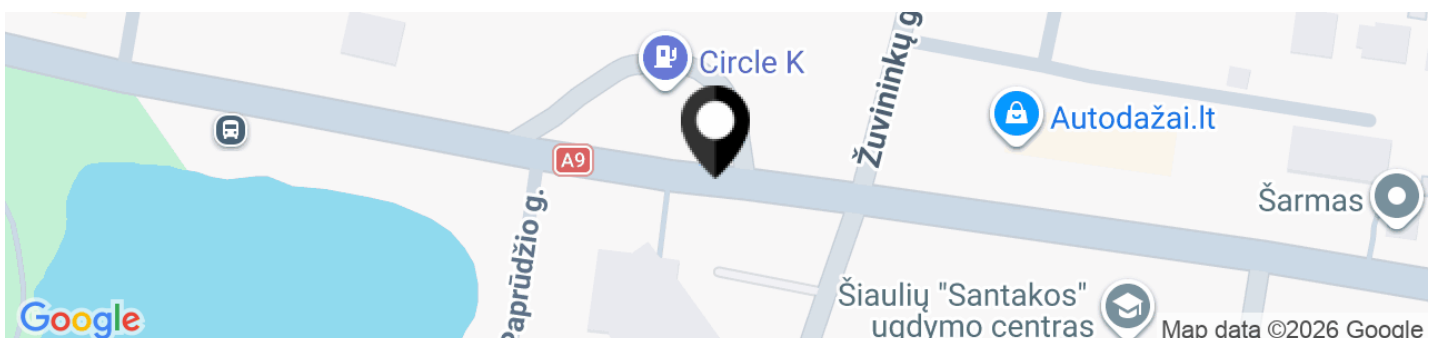 Žuvininkų g
Circle K
Autodažai.lt
A9
Šarmas
Paprūdžio g.
Šiaulių "Santakos"
ugdymo centras
Google
Map data ©2026 Google